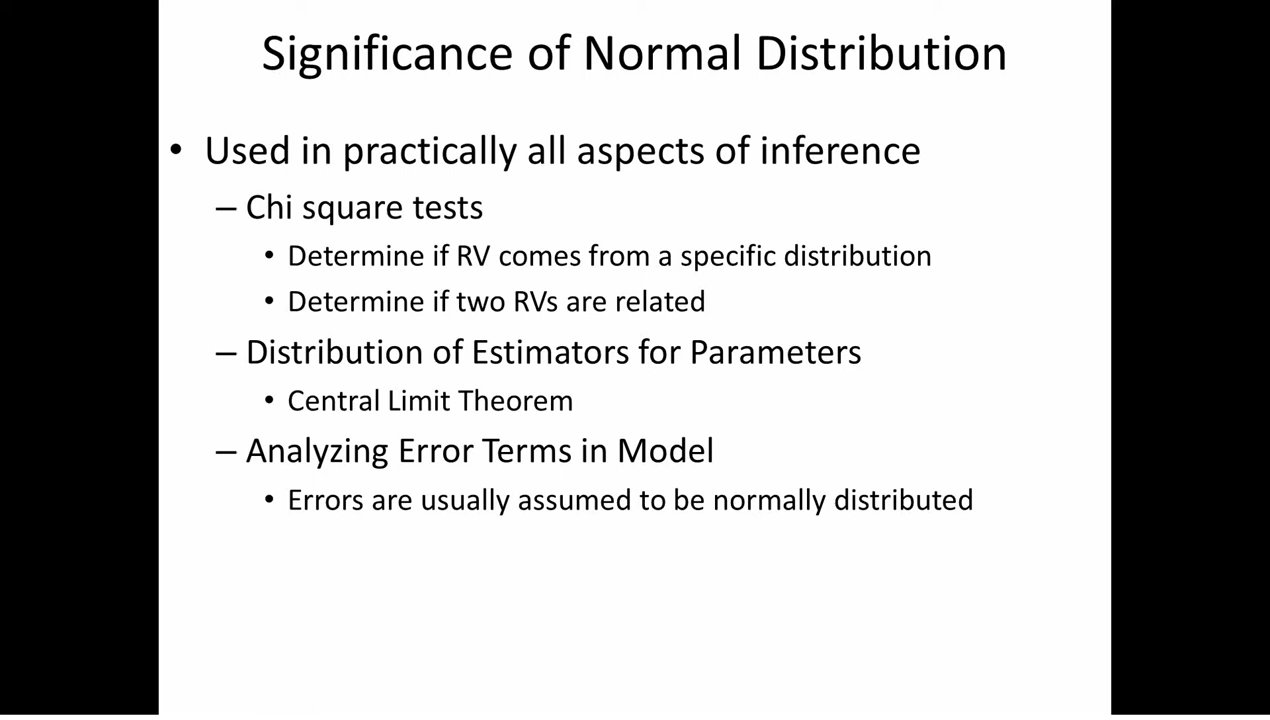 Significance of Normal Distribution
• Used in practically all aspects of inference
– Chi square tests
• Determine if RV comes from a specific distribution
• Determine if two RVs are related
– Distribution of Estimators for Parameters
• Central Limit Theorem
– Analyzing Error Terms in Model
• Errors are usually assumed to be normally distributed